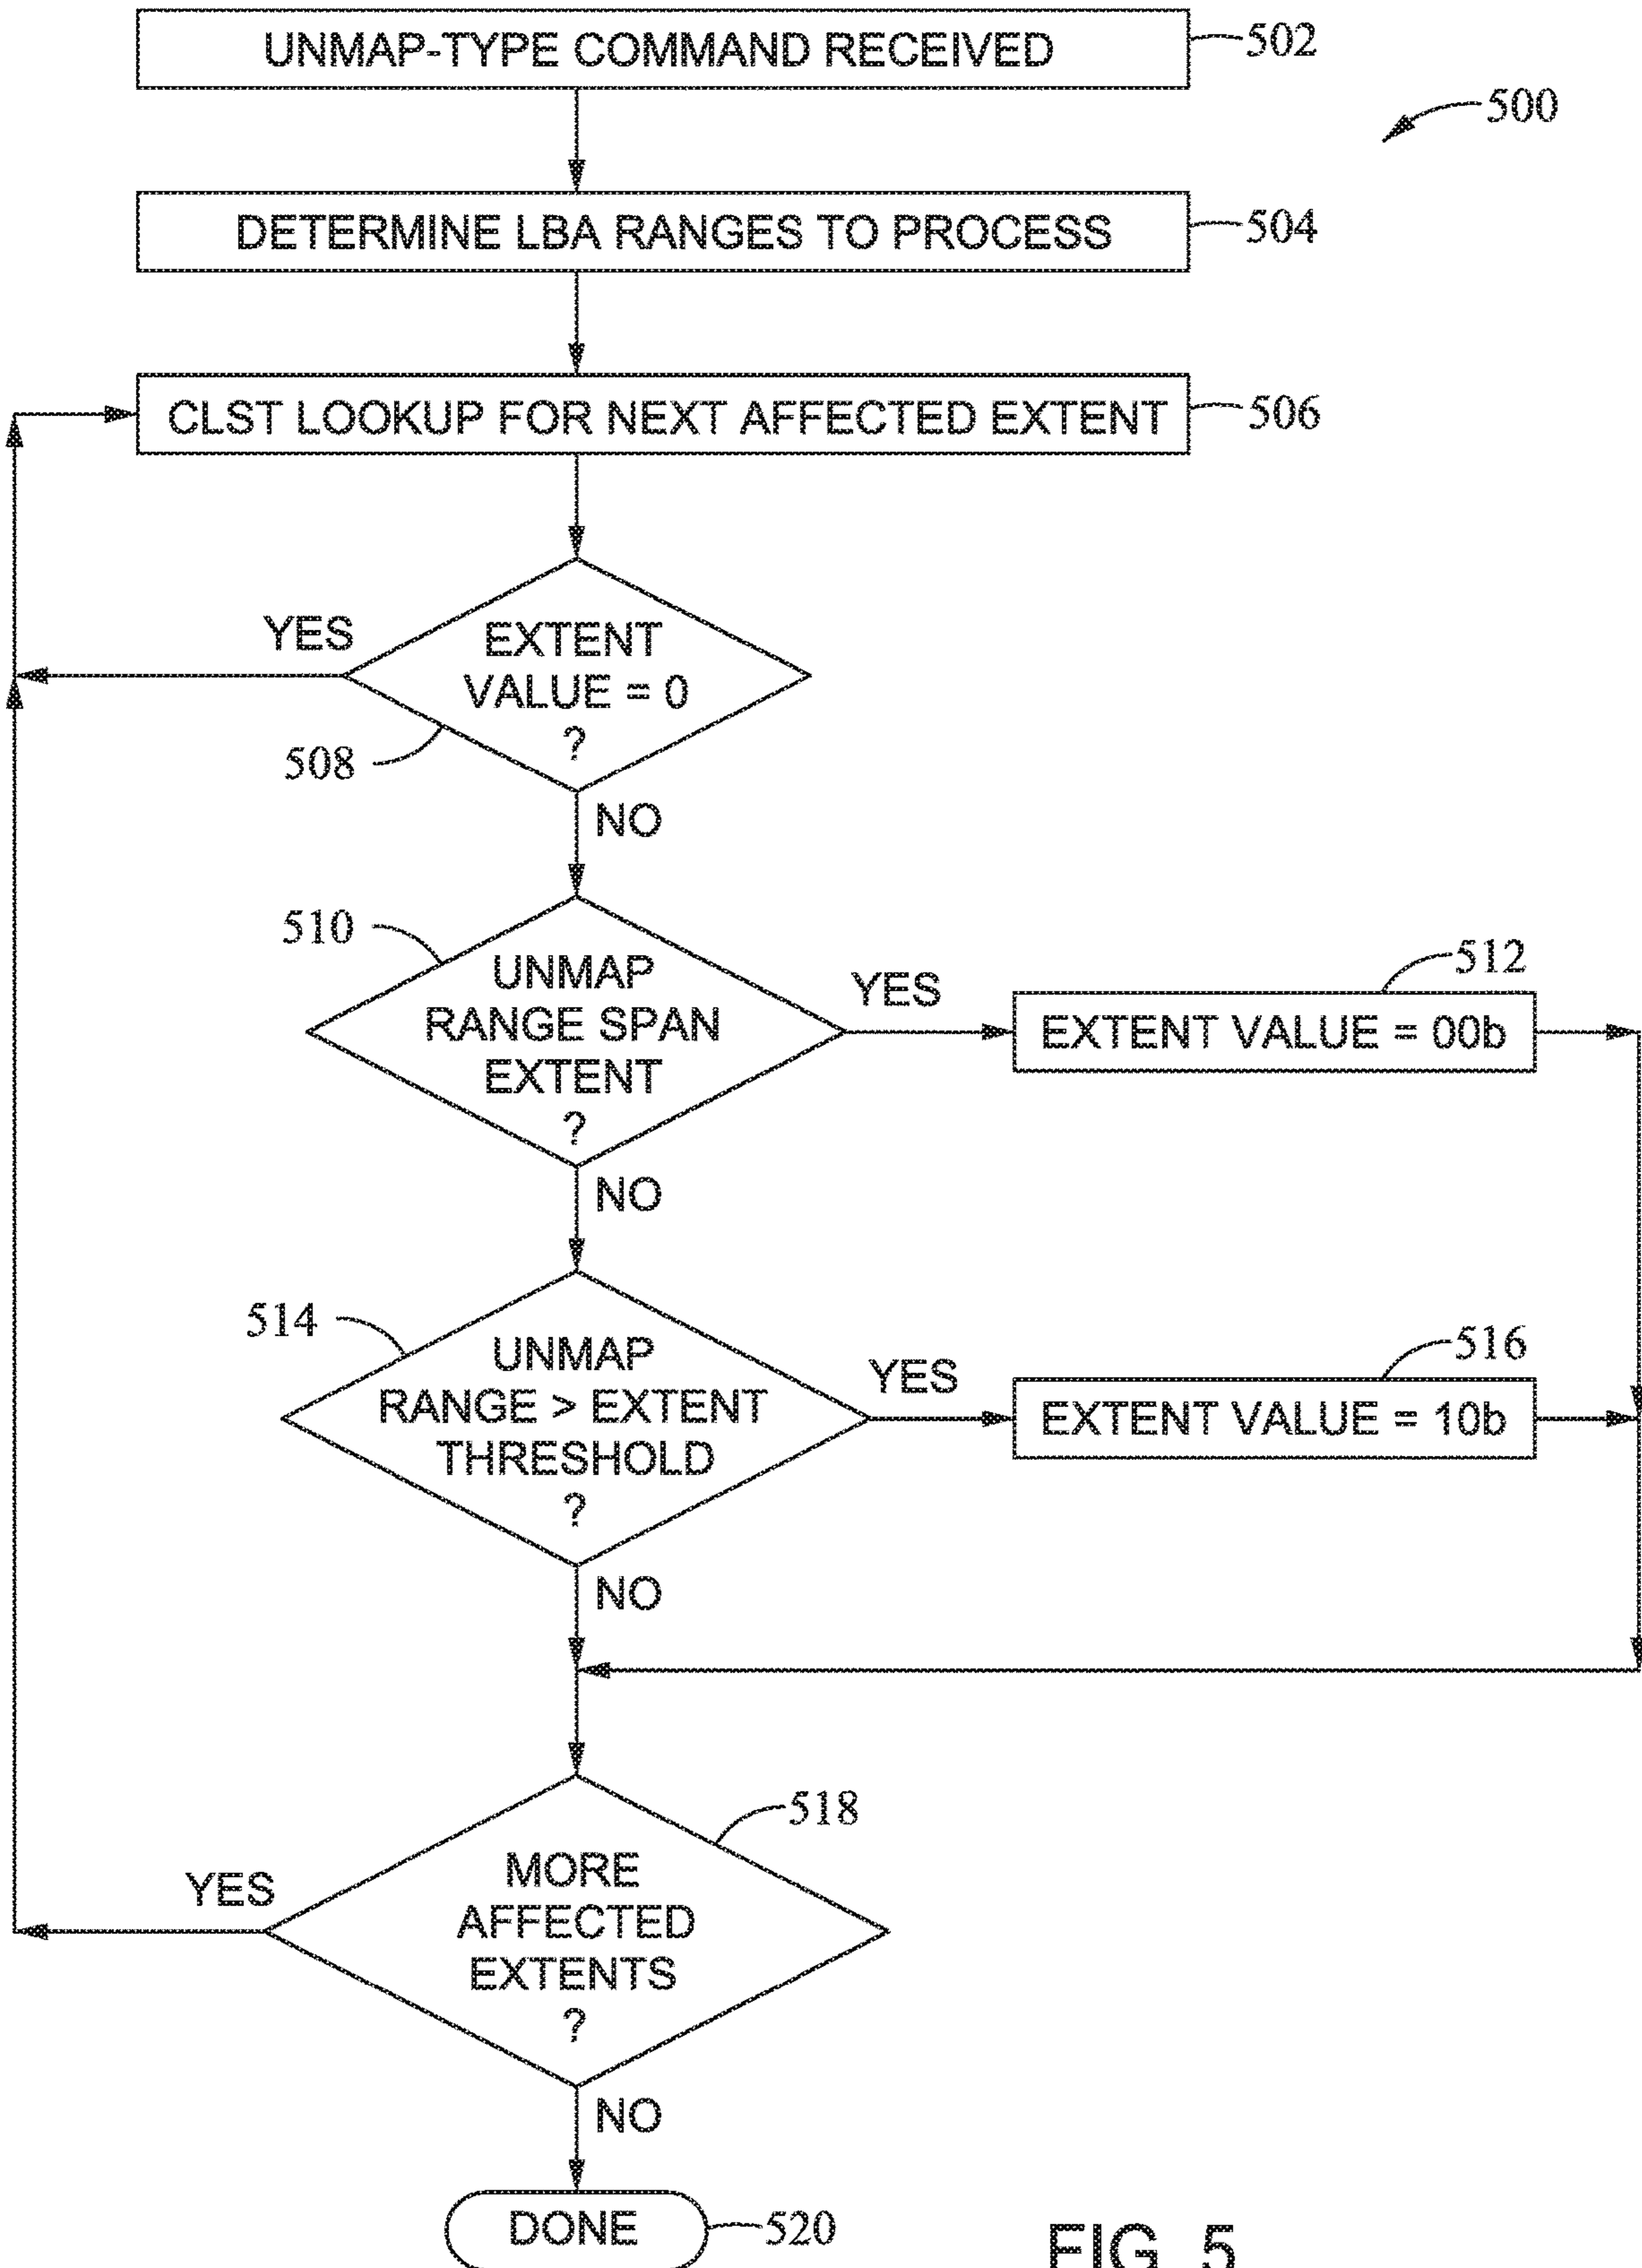 UNMAP-TYPE COMMAND RECEIVED
502
500
DETERMINE LBA RANGES TO PROCESS
504
CLST LOOKUP FOR NEXT AFFECTED EXTENT
506
YES
EXTENT
VALUE = 0
?
508
NO
510
UNMAP
RANGE SPAN
EXTENT
?
YES
512
EXTENT VALUE = 00b
NO
514
UNMAP
RANGE > EXTENT
THRESHOLD
?
YES
516
EXTENT VALUE = 10b
NO
518
YES
MORE
AFFECTED
EXTENTS
?
NO
DONE
520
FIG. 5